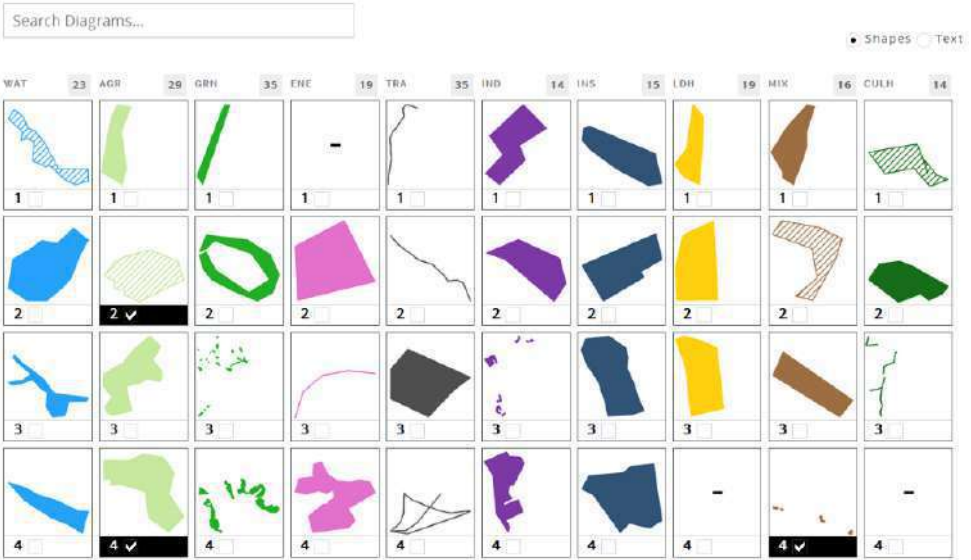 Search Diagrams...
Shapes Text
WAT 23 AGR 29 GRN 35 ENE 19 TRA 35 IND 14 INS 15 LDH 19 MIX 16 CULH 14
1 1 1 - 1 1 1 1 1 1
2 2 2 2 2 2 2 2 2 2
3 3 3 3 3 3 3 3 3 3
4 4 4 4 4 4 4 - 4 -